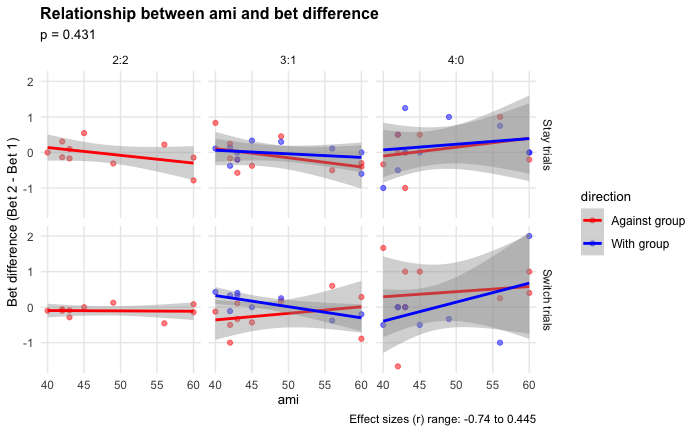 Relationship between ami and bet difference
p = 0.431
2:2 3:1 4:0
Bet difference (Bet 2 - Bet 1)
2
1
0
-1
Stay trials
2
1
0
-1
Switch trials
40 45 50 55 60 40 45 50 55 60 40 45 50 55 60
ami
direction
Against group
With group
Effect sizes (r) range: -0.74 to 0.445